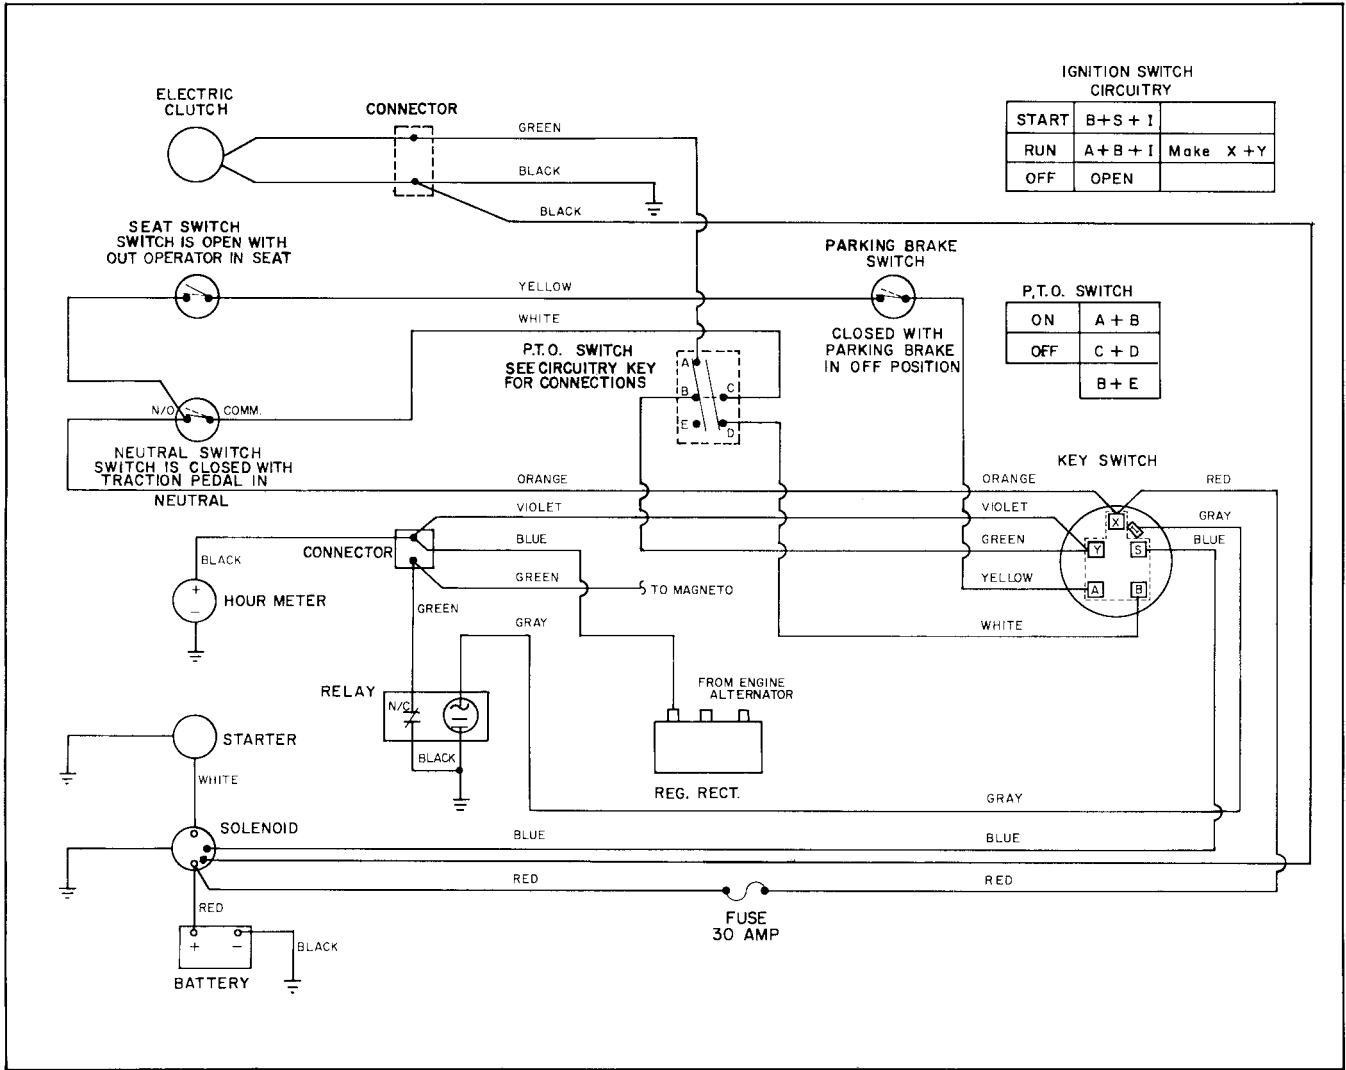 IGNITION SWITCH
CIRCUITRY
START B+S+I
RUN A+B+I Make X+Y
OFF OPEN
ELECTRIC
CLUTCH
CONNECTOR
GREEN
BLACK
BLACK
SEAT SWITCH
SWITCH IS OPEN WITH
OUT OPERATOR IN SEAT
YELLOW
PARKING BRAKE
SWITCH
CLOSED WITH
PARKING BRAKE
IN OFF POSITION
P,T.O. SWITCH
ON A+B
OFF C+D
B+E
WHITE
P.T.O. SWITCH
SEE CIRCUITRY KEY
FOR CONNECTIONS
A
B
C
E
D
N/O
COMM.
NEUTRAL SWITCH
SWITCH IS CLOSED WITH
TRACTION PEDAL IN
NEUTRAL
KEY SWITCH
ORANGE
ORANGE
RED
VIOLET
VIOLET
GRAY
CONNECTOR
BLUE
GREEN
BLUE
X
Y
S
A
B
BLACK
GREEN
TO MAGNETO
YELLOW
+
HOUR METER
–
GREEN
GRAY
WHITE
RELAY
N/C
BLACK
FROM ENGINE
ALTERNATOR
REG. RECT.
STARTER
WHITE
GRAY
SOLENOID
BLUE
BLUE
RED
RED
RED
FUSE
30 AMP
+ –
BLACK
BATTERY